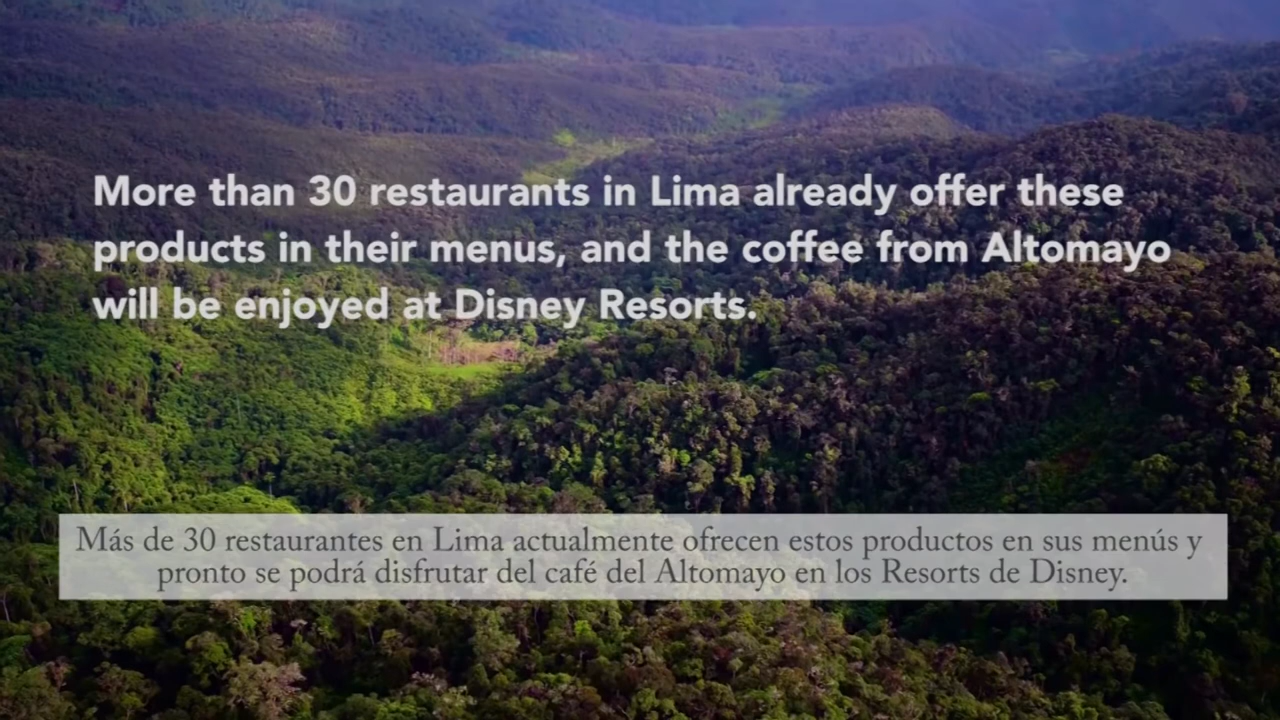 More than 30 restaurants in Lima already offer these
products in their menus, and the coffee from Altomayo
will be enjoyed at Disney Resorts.
Más de 30 restaurantes en Lima actualmente ofrecen estos productos en sus menús y
pronto se podrá disfrutar del café del Altomayo en los Resorts de Disney.